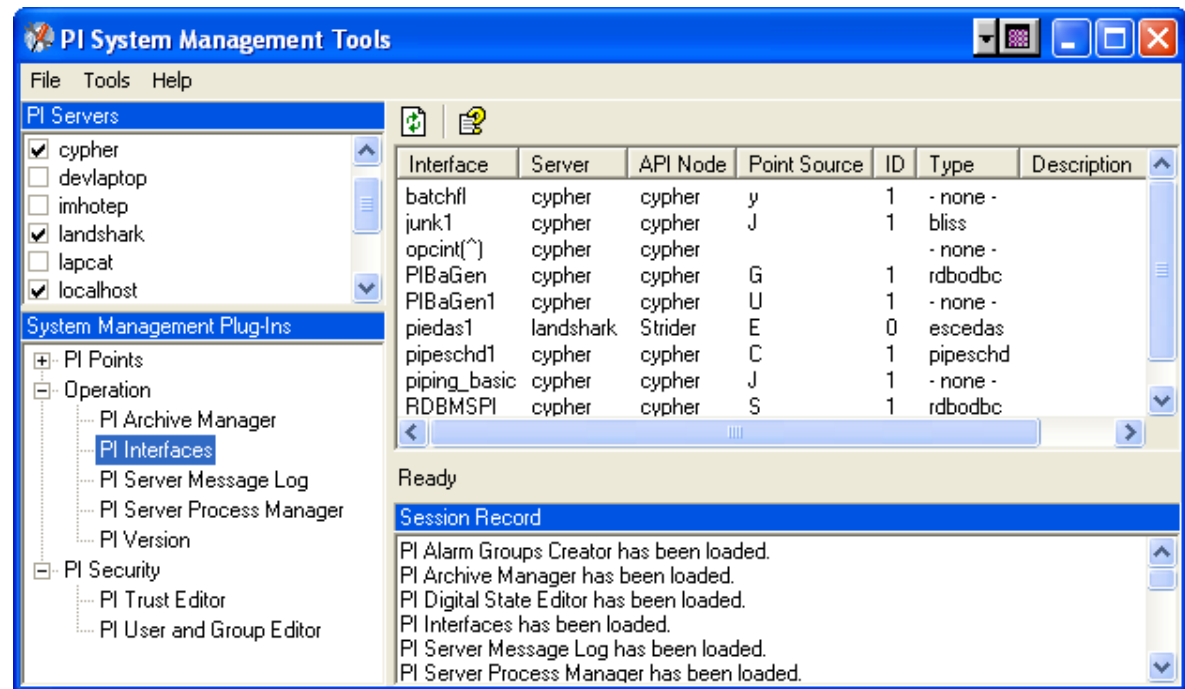 PI System Management Tools
File Tools Help
PI Servers
cypher
devlaptop
imhotep
landshark
lapcat
localhost
System Management Plug-Ins
PI Points
Operation
PI Archive Manager
PI Interfaces
PI Server Message Log
PI Server Process Manager
PI Version
PI Security
PI Trust Editor
PI User and Group Editor
Interface Server API Node Point Source ID Type Description
batchfl cypher cypher y 1 - none -
junk1 cypher cypher J 1 bliss
opcint(^) cypher cypher - none -
PIBaGen cypher cypher G 1 rdbodbc
PIBaGen1 cypher cypher U 1 - none -
piedas1 landshark Strider E 0 escedas
pipeschd1 cypher cypher C 1 pipeschd
piping_basic cypher cypher J 1 - none -
RDBMSPI cypher cypher S 1 rdbodbc
Ready
Session Record
PI Alarm Groups Creator has been loaded.
PI Archive Manager has been loaded.
PI Digital State Editor has been loaded.
PI Interfaces has been loaded.
PI Server Message Log has been loaded.
PI Server Process Manager has been loaded.